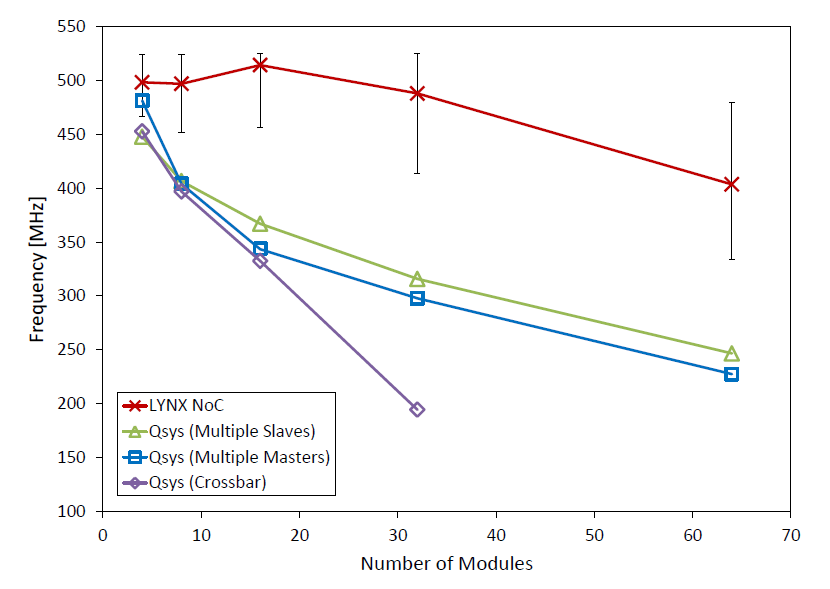 550
500
450
400
350
300
250
200
150
100
Frequency [MHz]
LYNX NoC
Qsys (Multiple Slaves)
Qsys (Multiple Masters)
Qsys (Crossbar)
0 10 20 30 40 50 60 70
Number of Modules